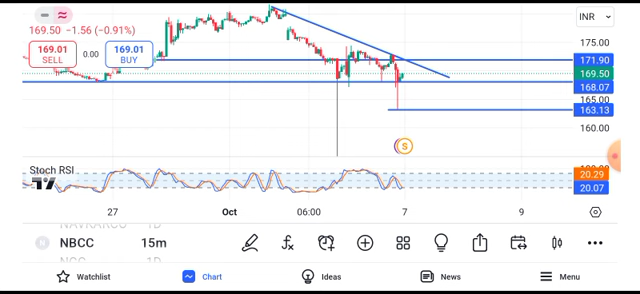 169.50 −1.56 (−0.91%)
INR
169.01
SELL
0.00
169.01
BUY
175.00
171.90
169.50
168.07
165.00
163.13
160.00
S
Stoch RSI
20.29
20.07
27
Oct
06:00
7
9
NBCC
15m
Watchlist
Chart
Ideas
News
Menu